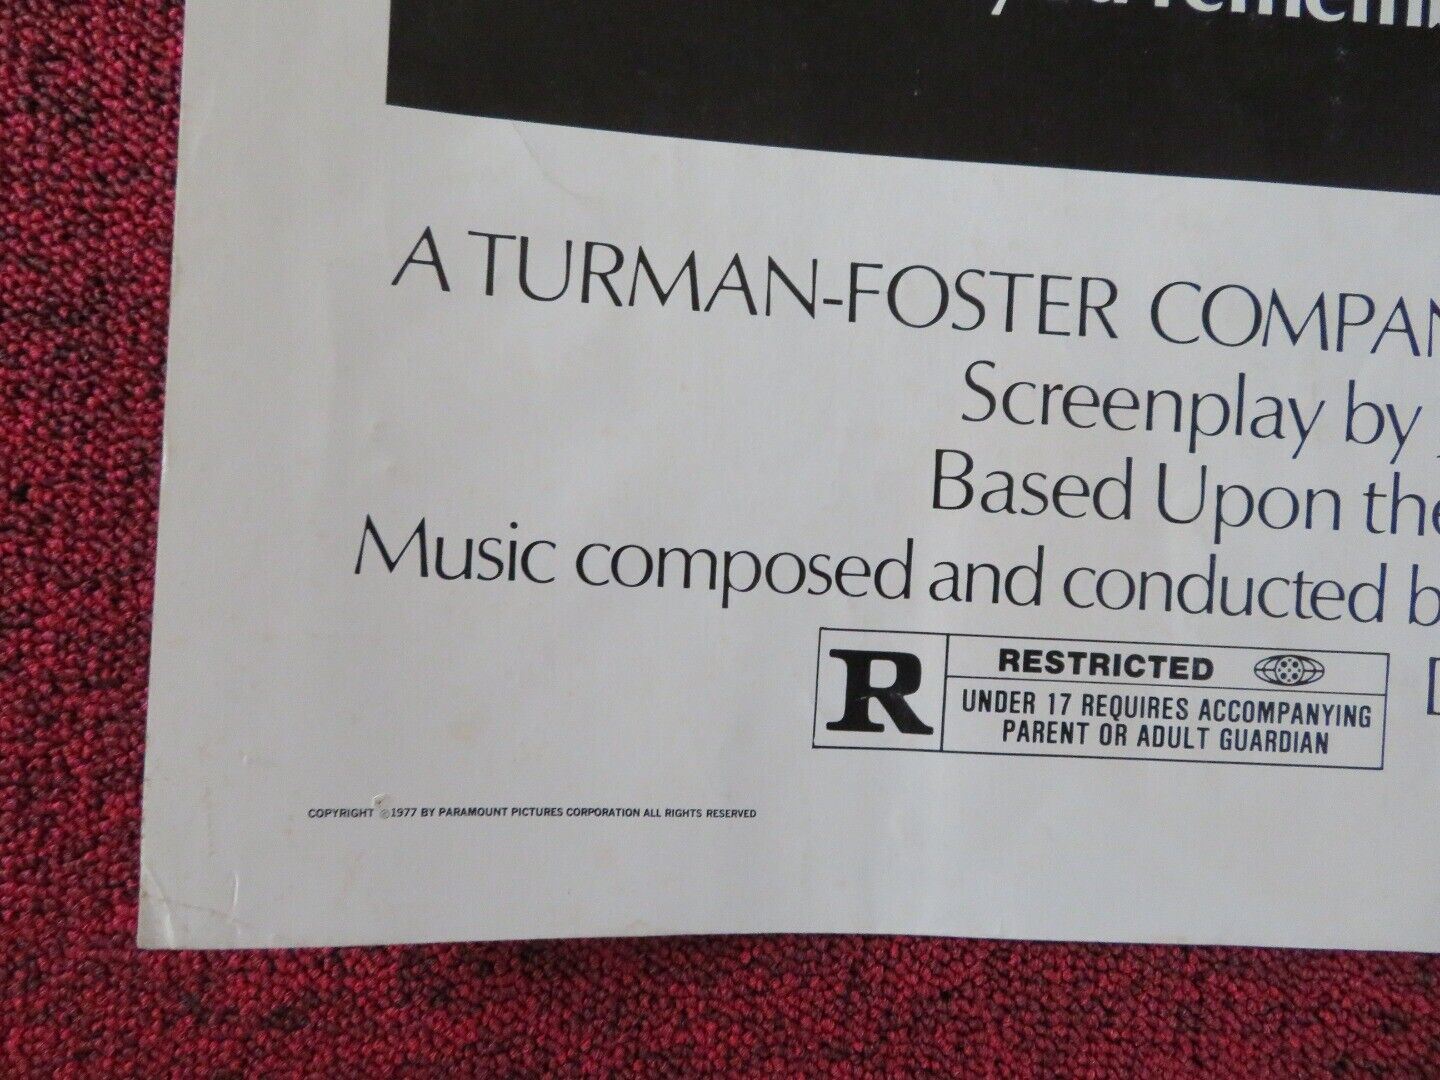 A TURMAN-FOSTER COMPAN
Screenplay by
Based Upon the
Music composed and conducted b
R RESTRICTED
UNDER 17 REQUIRES ACCOMPANYING
PARENT OR ADULT GUARDIAN
COPYRIGHT ©1977 BY PARAMOUNT PICTURES CORPORATION ALL RIGHTS RESERVED